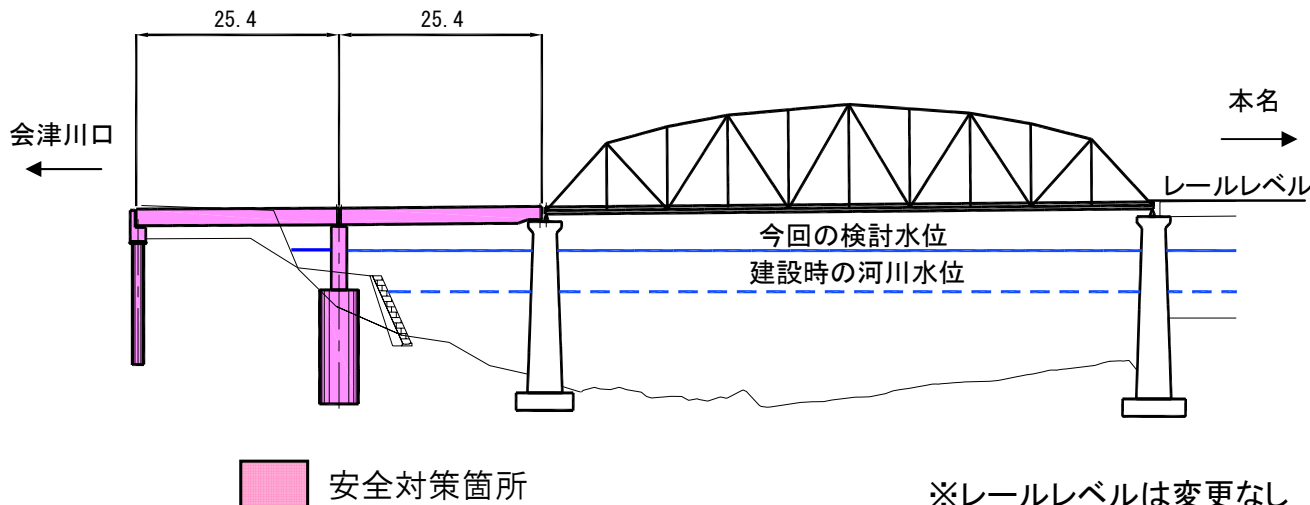 25.4 25.4
会津川口
本名
レールレベル
今回の検討水位
建設時の河川水位
安全対策箇所
※レールレベルは変更なし